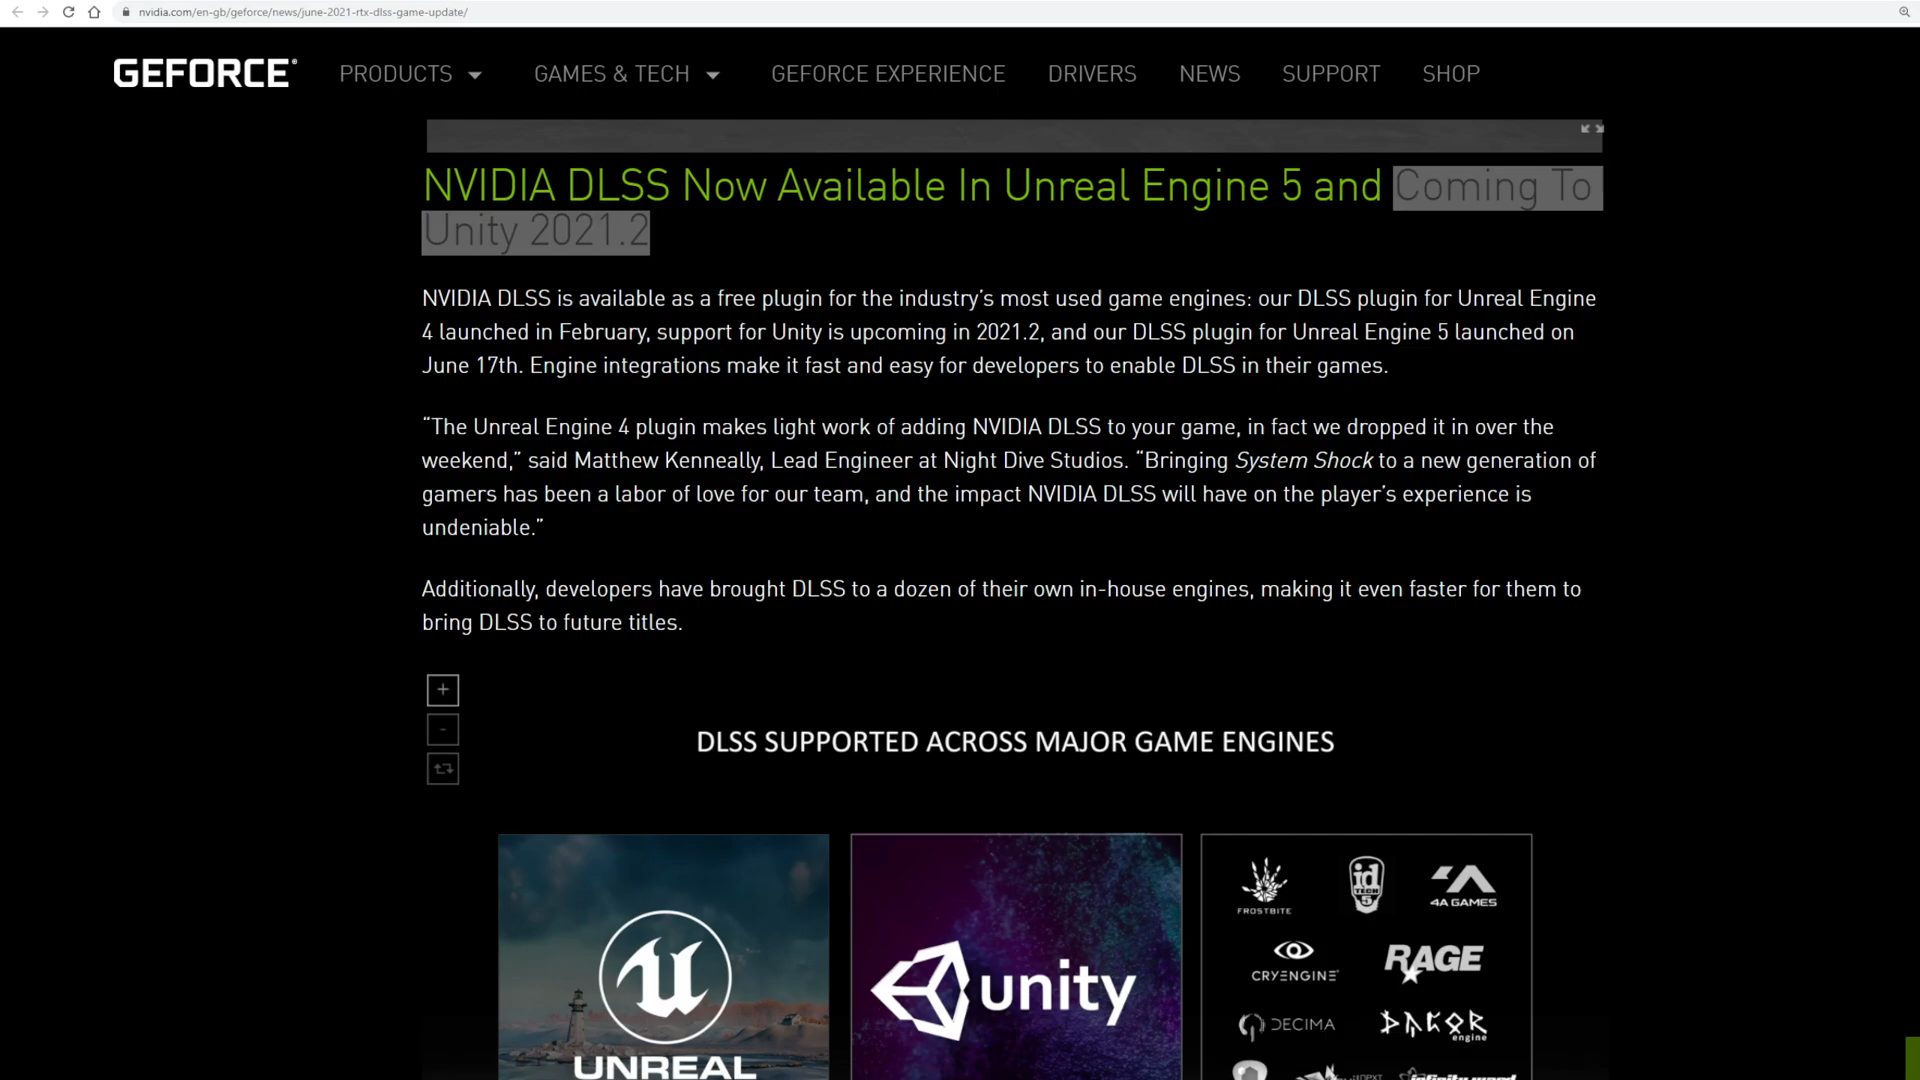 nvidia.com/en-gb/geforce/news/june-2021-rtx-dlss-game-update/
GEFORCE PRODUCTS GAMES & TECH GEFORCE EXPERIENCE DRIVERS NEWS SUPPORT SHOP
NVIDIA DLSS Now Available In Unreal Engine 5 and Coming To
Unity 2021.2
NVIDIA DLSS is available as a free plugin for the industry’s most used game engines: our DLSS plugin for Unreal Engine
4 launched in February, support for Unity is upcoming in 2021.2, and our DLSS plugin for Unreal Engine 5 launched on
June 17th. Engine integrations make it fast and easy for developers to enable DLSS in their games.
“The Unreal Engine 4 plugin makes light work of adding NVIDIA DLSS to your game, in fact we dropped it in over the
weekend,” said Matthew Kenneally, Lead Engineer at Night Dive Studios. “Bringing System Shock to a new generation of
gamers has been a labor of love for our team, and the impact NVIDIA DLSS will have on the player’s experience is
undeniable.”
Additionally, developers have brought DLSS to a dozen of their own in-house engines, making it even faster for them to
bring DLSS to future titles.
+
-
DLSS SUPPORTED ACROSS MAJOR GAME ENGINES
UNREAL
unity
FROSTBITE
id TECH 5
4A GAMES
CRYENGINE
RAGE
DECIMA
engine